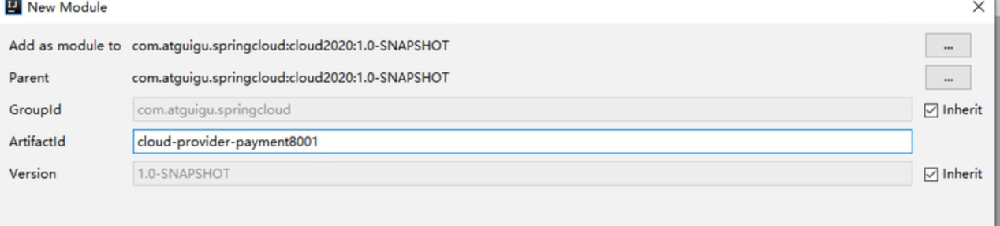 New Module
Add as module to com.atguigu.springcloud:cloud2020:1.0-SNAPSHOT ...
Parent com.atguigu.springcloud:cloud2020:1.0-SNAPSHOT ...
GroupId com.atguigu.springcloud Inherit
ArtifactId cloud-provider-payment8001
Version 1.0-SNAPSHOT Inherit